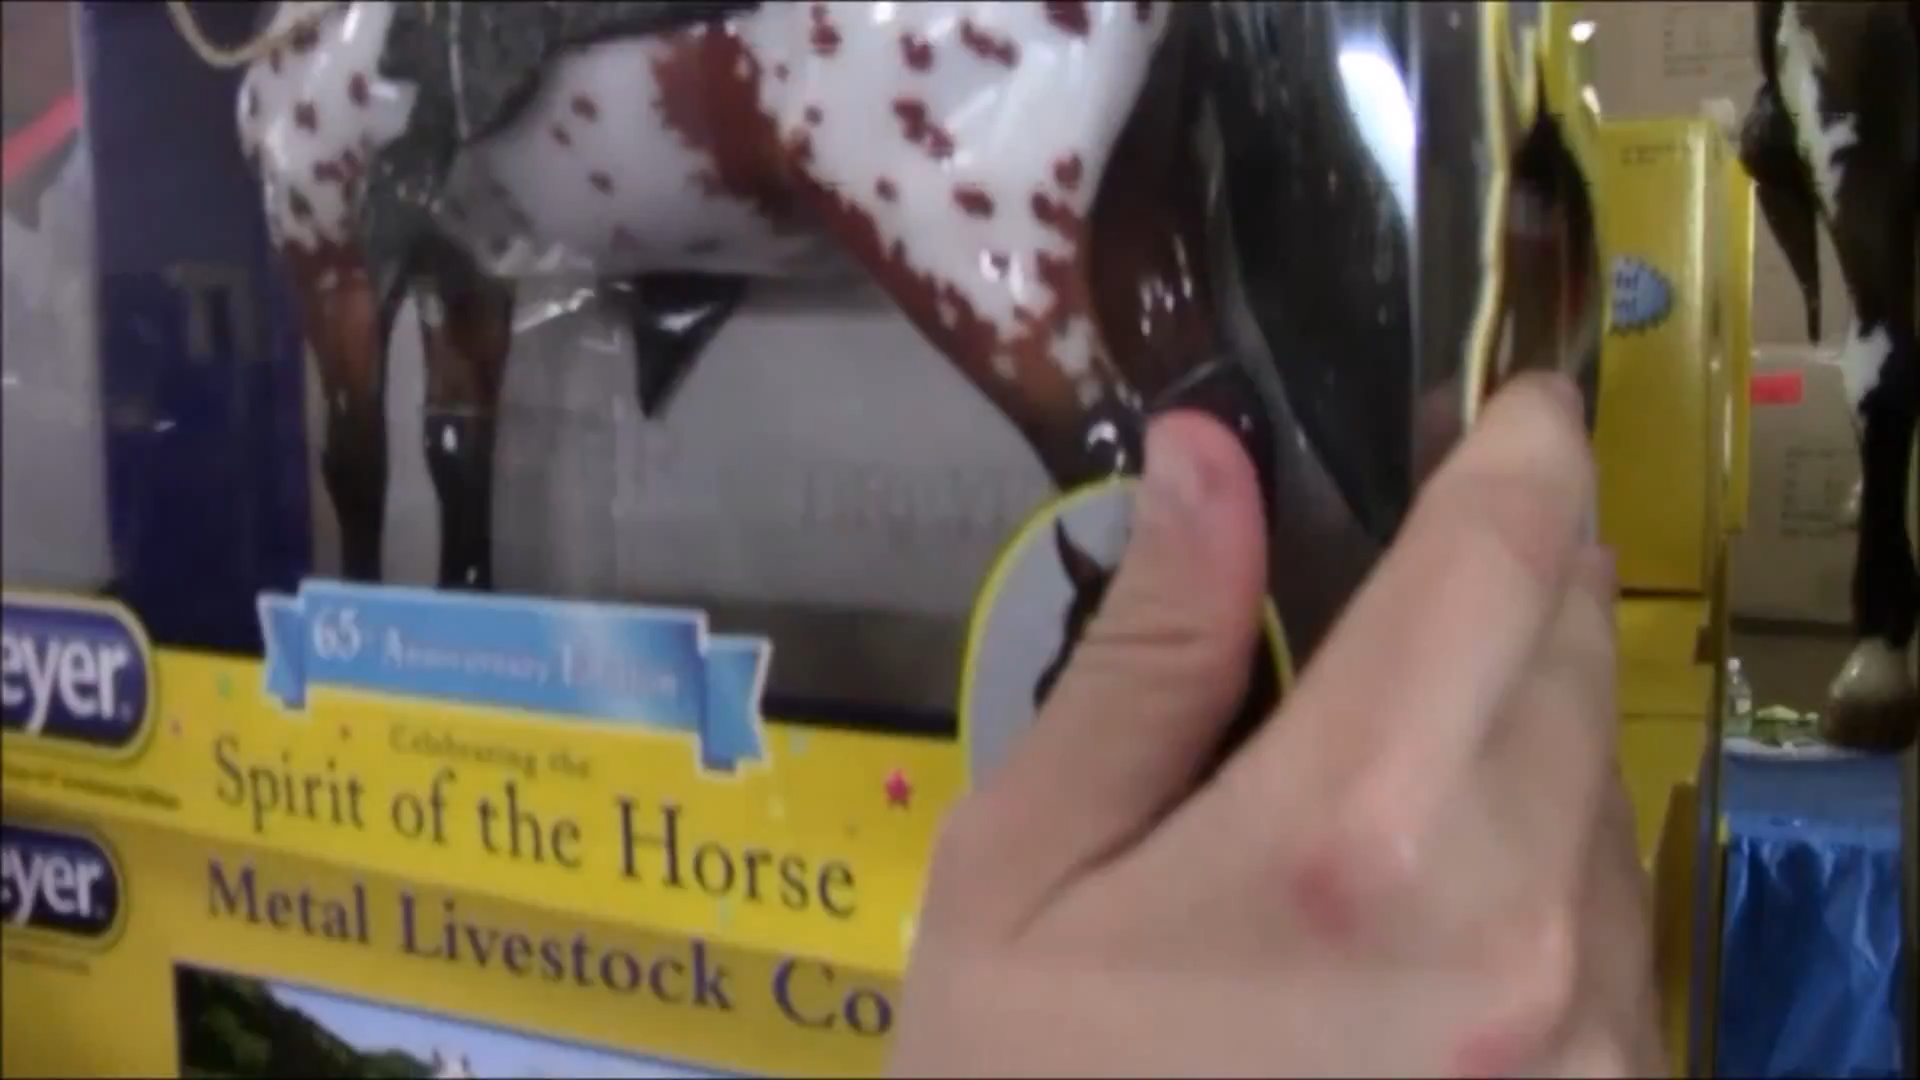 65th Anniversary Edition
eyer
Celebrating the
Spirit of the Horse
eyer
Metal Livestock Co